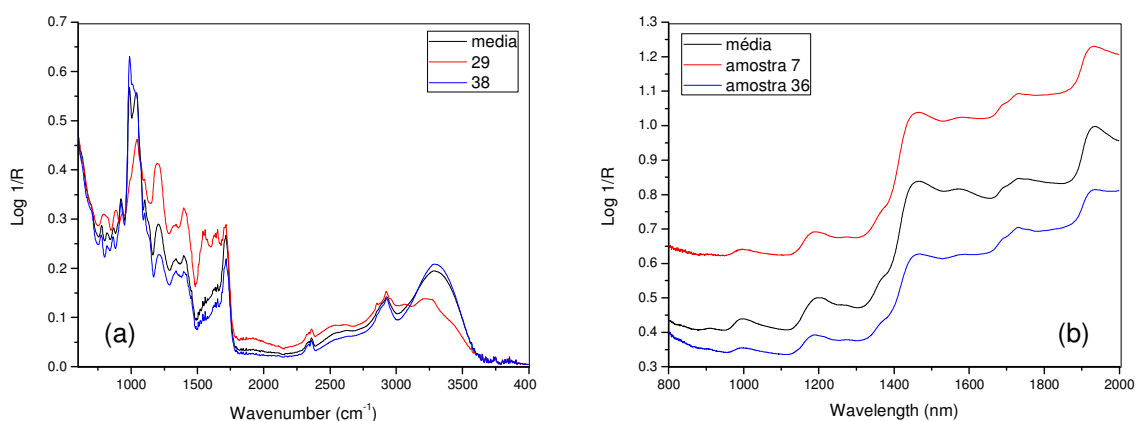 0.7
0.6
0.5
0.4
0.3
0.2
0.1
0.0
Log 1/R
media
29
38
(a)
1000 1500 2000 2500 3000 3500 400
Wavenumber (cm-1)
1.3
1.2
1.1
1.0
0.9
0.8
0.7
0.6
0.5
0.4
0.3
Log 1/R
média
amostra 7
amostra 36
(b)
800 1000 1200 1400 1600 1800 2000
Wavelength (nm)